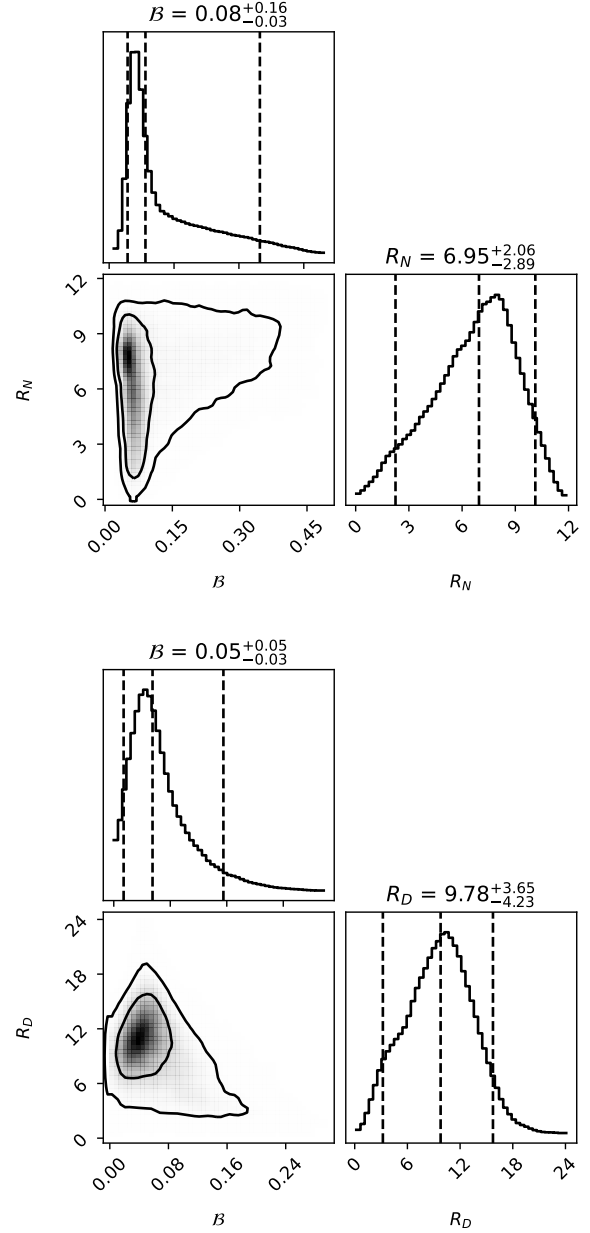 ℬ = 0.08+0.16−0.03
R_N = 6.95+2.06−2.89
12
9
6
3
0
R_N
0.00 0.15 0.30 0.45
ℬ
0 3 6 9 12
R_N
ℬ = 0.05+0.05−0.03
R_D = 9.78+3.65−4.23
24
18
12
6
0
R_D
0.00 0.08 0.16 0.24
ℬ
0 6 12 18 24
R_D